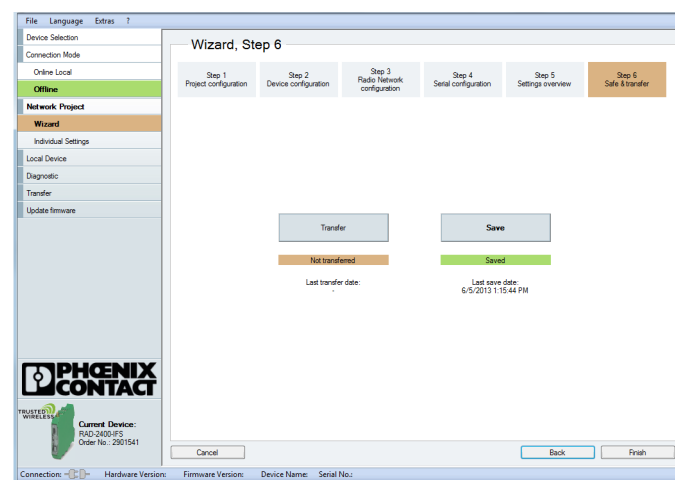 File Language Extras ?
Device Selection
Connection Mode
Online Local
Offline
Network Project
Wizard
Individual Settings
Local Device
Diagnostic
Transfer
Update firmware
PHŒNIX
CONTACT
TRUSTED
WIRELESS
Current Device:
RAD-2400-IFS
Order No.: 2901541
Wizard, Step 6
Step 1
Project configuration
Step 2
Device configuration
Step 3
Radio Network
configuration
Step 4
Serial configuration
Step 5
Settings overview
Step 6
Safe & transfer
Transfer
Save
Not transferred
Saved
Last transfer date:
-
Last save date:
6/5/2013 1:15:44 PM
Cancel
Back
Finish
Connection: Hardware Version: Firmware Version: Device Name: Serial No.: